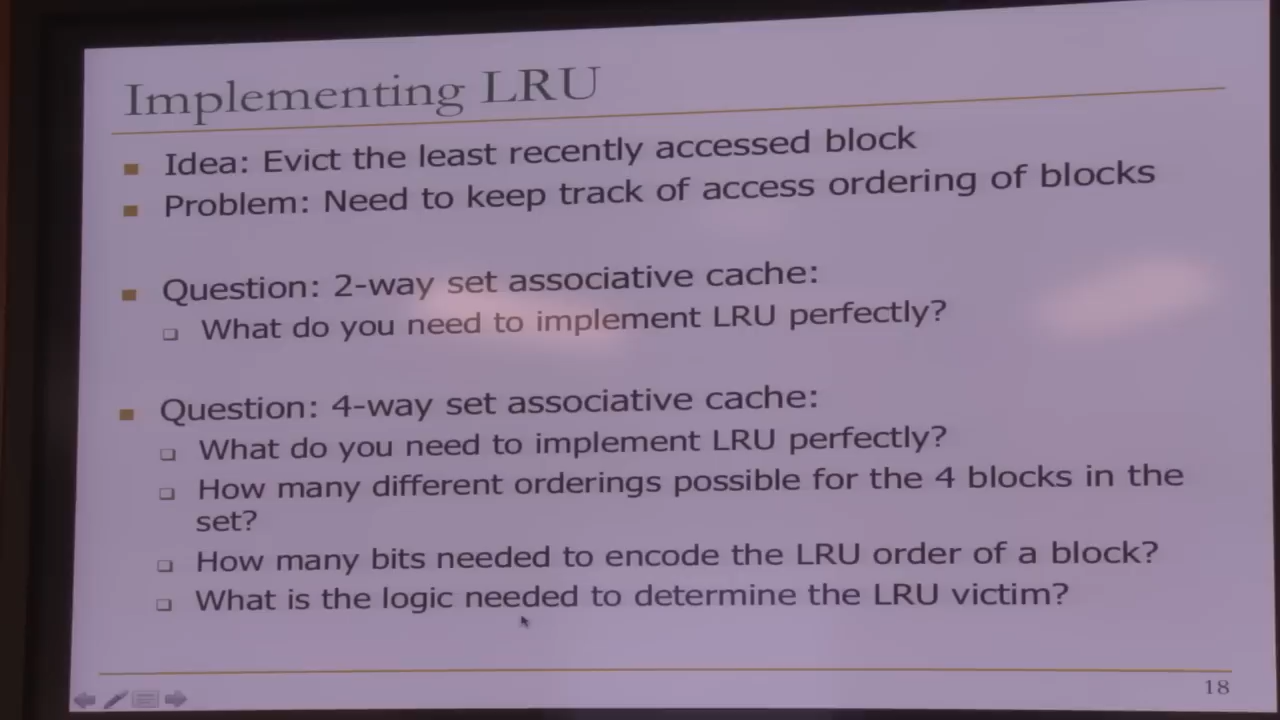 Implementing LRU
Idea: Evict the least recently accessed block
Problem: Need to keep track of access ordering of blocks
Question: 2-way set associative cache:
What do you need to implement LRU perfectly?
Question: 4-way set associative cache:
What do you need to implement LRU perfectly?
How many different orderings possible for the 4 blocks in the
set?
How many bits needed to encode the LRU order of a block?
What is the logic needed to determine the LRU victim?
18